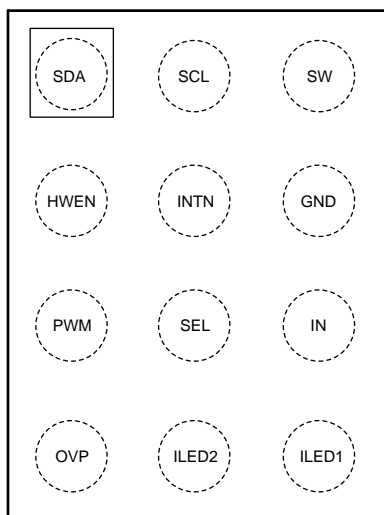 SDA SCL SW
HWEN INTN GND
PWM SEL IN
OVP ILED2 ILED1